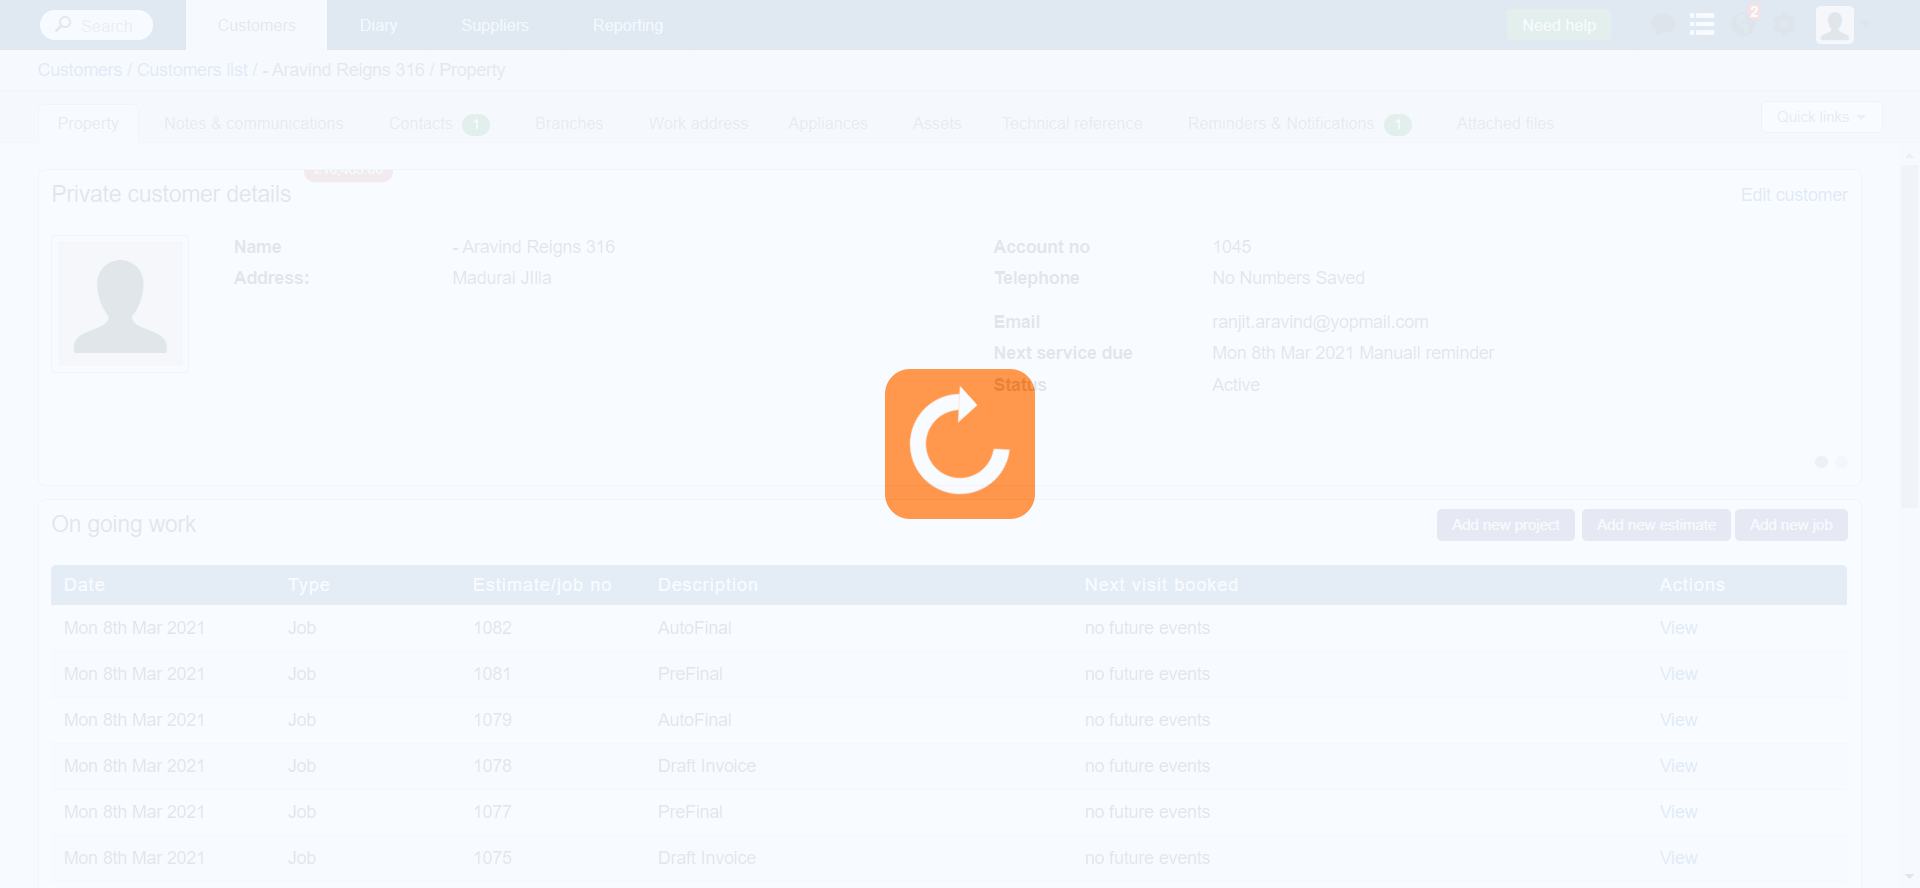 Search Customers Diary Suppliers Reporting Need help 2
Customers / Customers list / - Aravind Reigns 316 / Property
Property Notes & communications Contacts 1 Branches Work address Appliances Assets Technical reference Reminders & Notifications 1 Attached files Quick links
Private customer details Edit customer
Name - Aravind Reigns 316 Account no 1045
Address: Madurai JIlla Telephone No Numbers Saved
Email ranjit.aravind@yopmail.com
Next service due Mon 8th Mar 2021 Manuall reminder
Status Active
On going work Add new project Add new estimate Add new job
Date Type Estimate/job no Description Next visit booked Actions
Mon 8th Mar 2021 Job 1082 AutoFinal no future events View
Mon 8th Mar 2021 Job 1081 PreFinal no future events View
Mon 8th Mar 2021 Job 1079 AutoFinal no future events View
Mon 8th Mar 2021 Job 1078 Draft Invoice no future events View
Mon 8th Mar 2021 Job 1077 PreFinal no future events View
Mon 8th Mar 2021 Job 1075 Draft Invoice no future events View